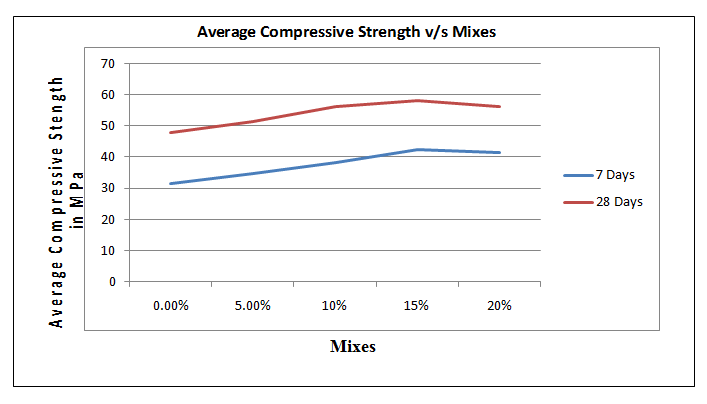 Average Compressive Strength v/s Mixes
Average Compressive Stength
in MPa
70
60
50
40
30
20
10
0
0.00% 5.00% 10% 15% 20%
7 Days
28 Days
Mixes